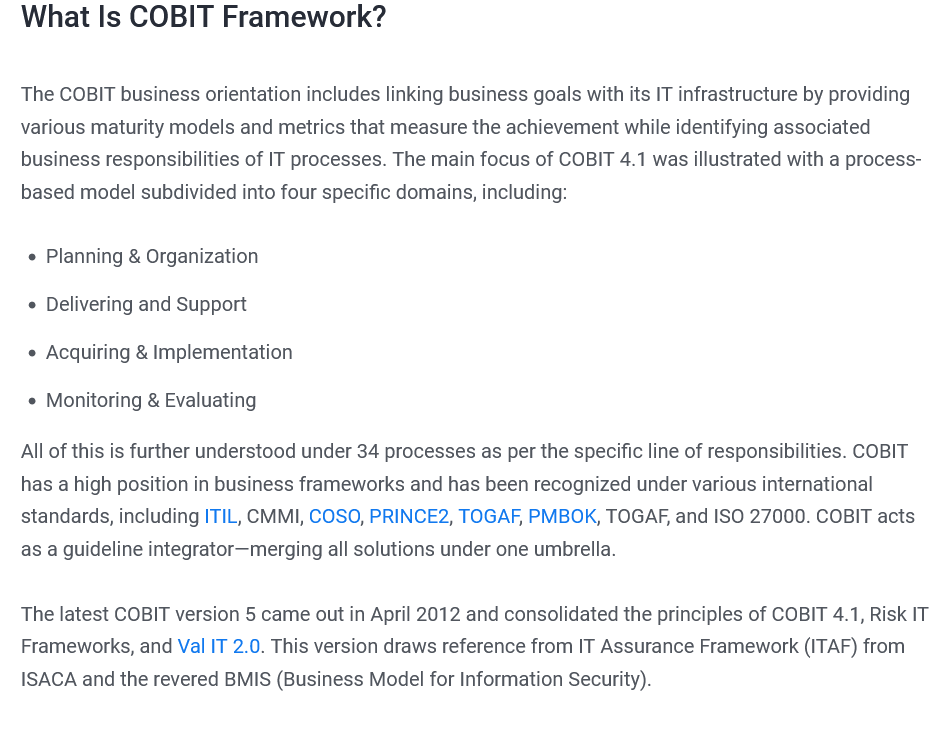 What Is COBIT Framework?
The COBIT business orientation includes linking business goals with its IT infrastructure by providing
various maturity models and metrics that measure the achievement while identifying associated
business responsibilities of IT processes. The main focus of COBIT 4.1 was illustrated with a process-
based model subdivided into four specific domains, including:
• Planning & Organization
• Delivering and Support
• Acquiring & Implementation
• Monitoring & Evaluating
All of this is further understood under 34 processes as per the specific line of responsibilities. COBIT
has a high position in business frameworks and has been recognized under various international
standards, including ITIL, CMMI, COSO, PRINCE2, TOGAF, PMBOK, TOGAF, and ISO 27000. COBIT acts
as a guideline integrator—merging all solutions under one umbrella.
The latest COBIT version 5 came out in April 2012 and consolidated the principles of COBIT 4.1, Risk IT
Frameworks, and Val IT 2.0. This version draws reference from IT Assurance Framework (ITAF) from
ISACA and the revered BMIS (Business Model for Information Security).